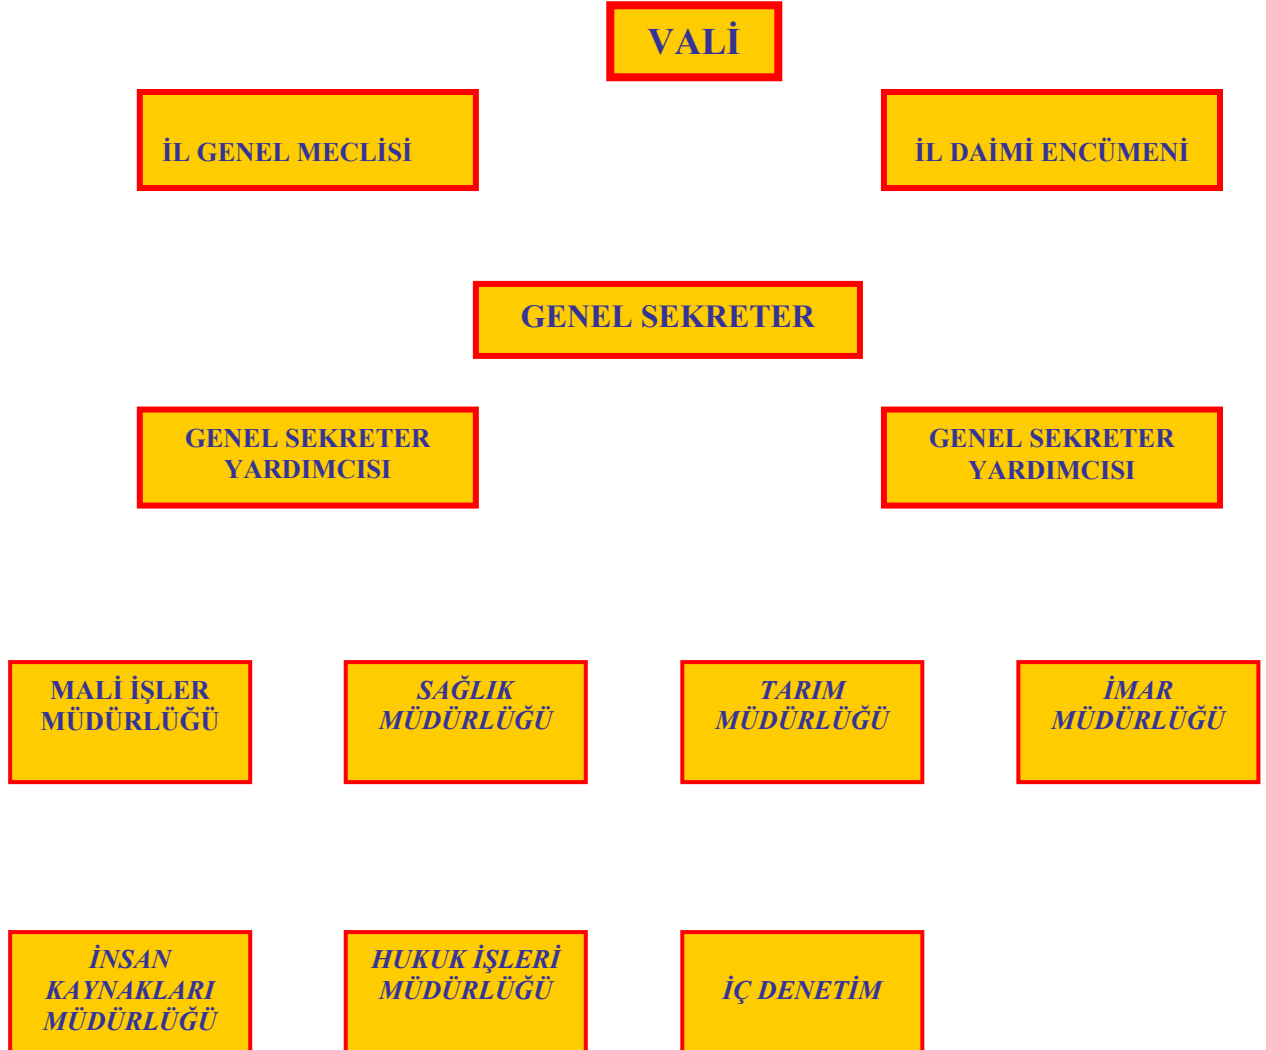 VALİ
İL GENEL MECLİSİ
İL DAİMİ ENCÜMENİ
GENEL SEKRETER
GENEL SEKRETER
YARDIMCISI
GENEL SEKRETER
YARDIMCISI
MALİ İŞLER
MÜDÜRLÜĞÜ
SAĞLIK
MÜDÜRLÜĞÜ
TARIM
MÜDÜRLÜĞÜ
İMAR
MÜDÜRLÜĞÜ
İNSAN
KAYNAKLARI
MÜDÜRLÜĞÜ
HUKUK İŞLERİ
MÜDÜRLÜĞÜ
İÇ DENETİM